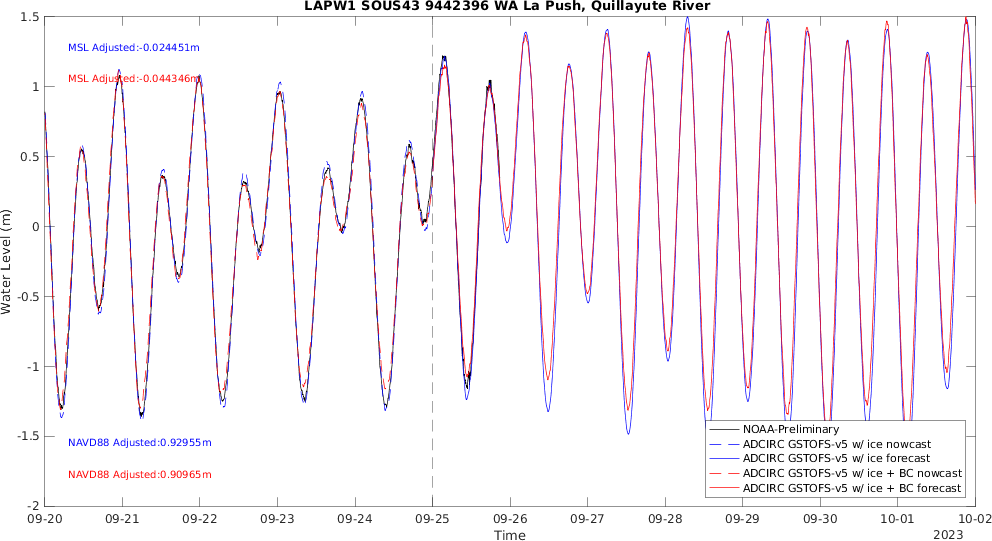 LAPW1 SOUS43 9442396 WA La Push, Quillayute River
MSL Adjusted:-0.024451m
MSL Adjusted:-0.044346m
NAVD88 Adjusted:0.92955m
NAVD88 Adjusted:0.90965m
Water Level (m)
1.5
1
0.5
0
-0.5
-1
-1.5
-2
NOAA-Preliminary
ADCIRC GSTOFS-v5 w/ ice nowcast
ADCIRC GSTOFS-v5 w/ ice forecast
ADCIRC GSTOFS-v5 w/ ice + BC nowcast
ADCIRC GSTOFS-v5 w/ ice + BC forecast
09-20 09-21 09-22 09-23 09-24 09-25 09-26 09-27 09-28 09-29 09-30 10-01 10-02
Time
2023